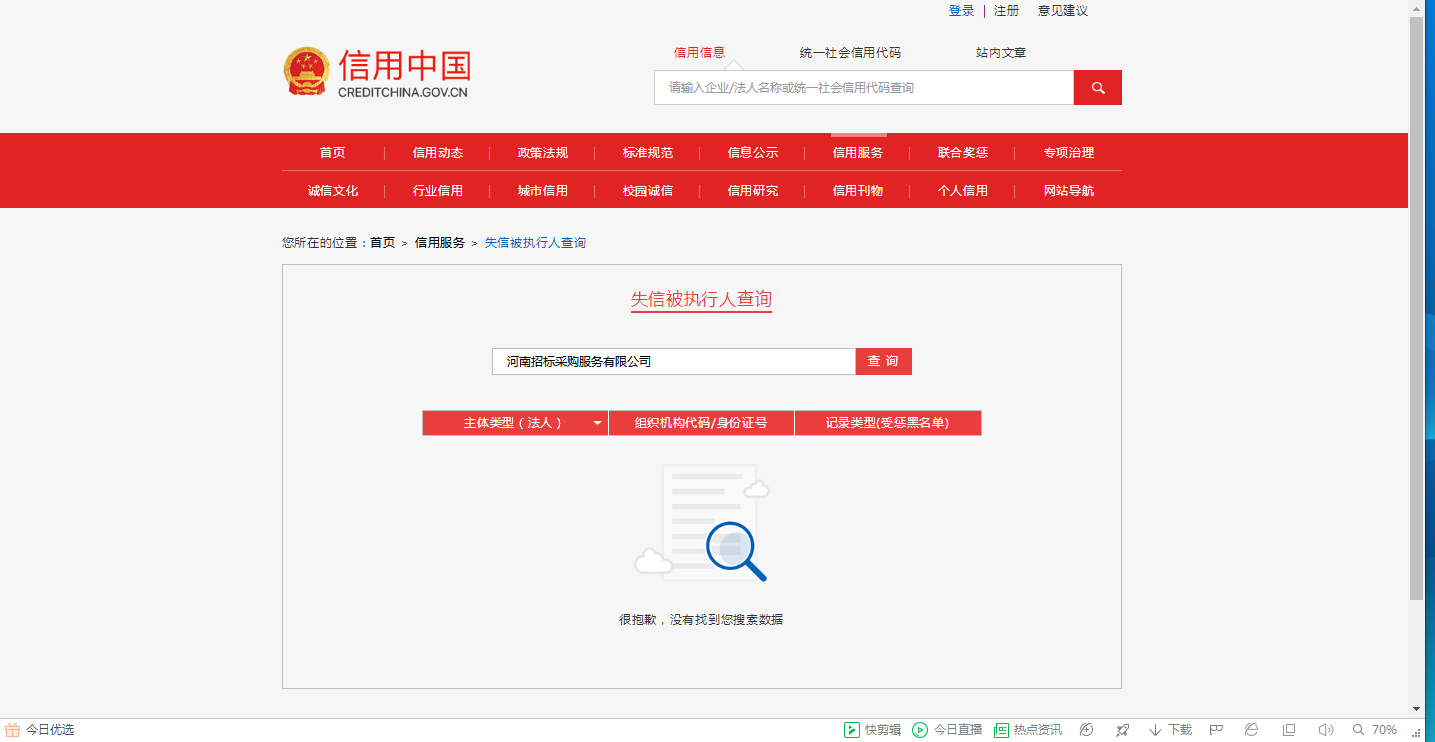 登录 | 注册 意见建议
信用中国
CREDITCHINA.GOV.CN
信用信息 统一社会信用代码 站内文章
请输入企业/法人名称或统一社会信用代码查询
首页 信用动态 政策法规 标准规范 信息公示 信用服务 联合奖惩 专项治理
诚信文化 行业信用 城市信用 校园诚信 信用研究 信用刊物 个人信用 网站导航
您所在的位置：首页 > 信用服务 > 失信被执行人查询
失信被执行人查询
河南招标采购服务有限公司 查 询
主体类型（法人） 组织机构代码/身份证号 记录类型(受惩黑名单)
很抱歉，没有找到您搜索数据
今日优选 快剪辑 今日直播 热点资讯 下载 70%